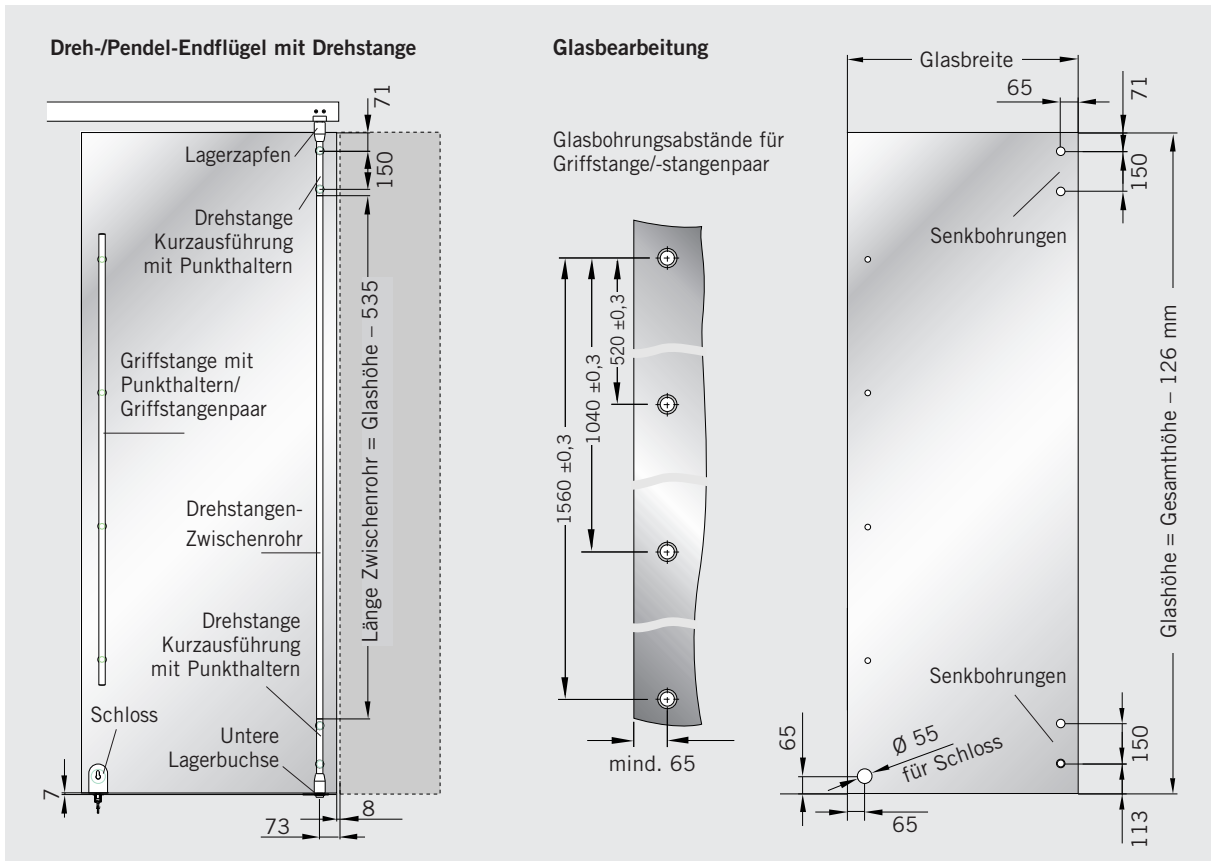 Dreh-/Pendel-Endflügel mit Drehstange
71
Lagerzapfen
150
Drehstange
Kurzausführung
mit Punkthaltern
Länge Zwischenrohr = Glashöhe – 535
Griffstange mit
Punkthaltern/
Griffstangenpaar
Drehstangen-
Zwischenrohr
Drehstange
Kurzausführung
mit Punkthaltern
Schloss
Untere
Lagerbuchse
7
8
73
Glasbearbeitung
Glasbohrungsabstände für
Griffstange/-stangenpaar
520 ±0,3
1040 ±0,3
1560 ±0,3
mind. 65
Glasbreite
65
71
150
Senkbohrungen
Glashöhe = Gesamthöhe – 126 mm
Senkbohrungen
65
Ø 55
für Schloss
150
65
113